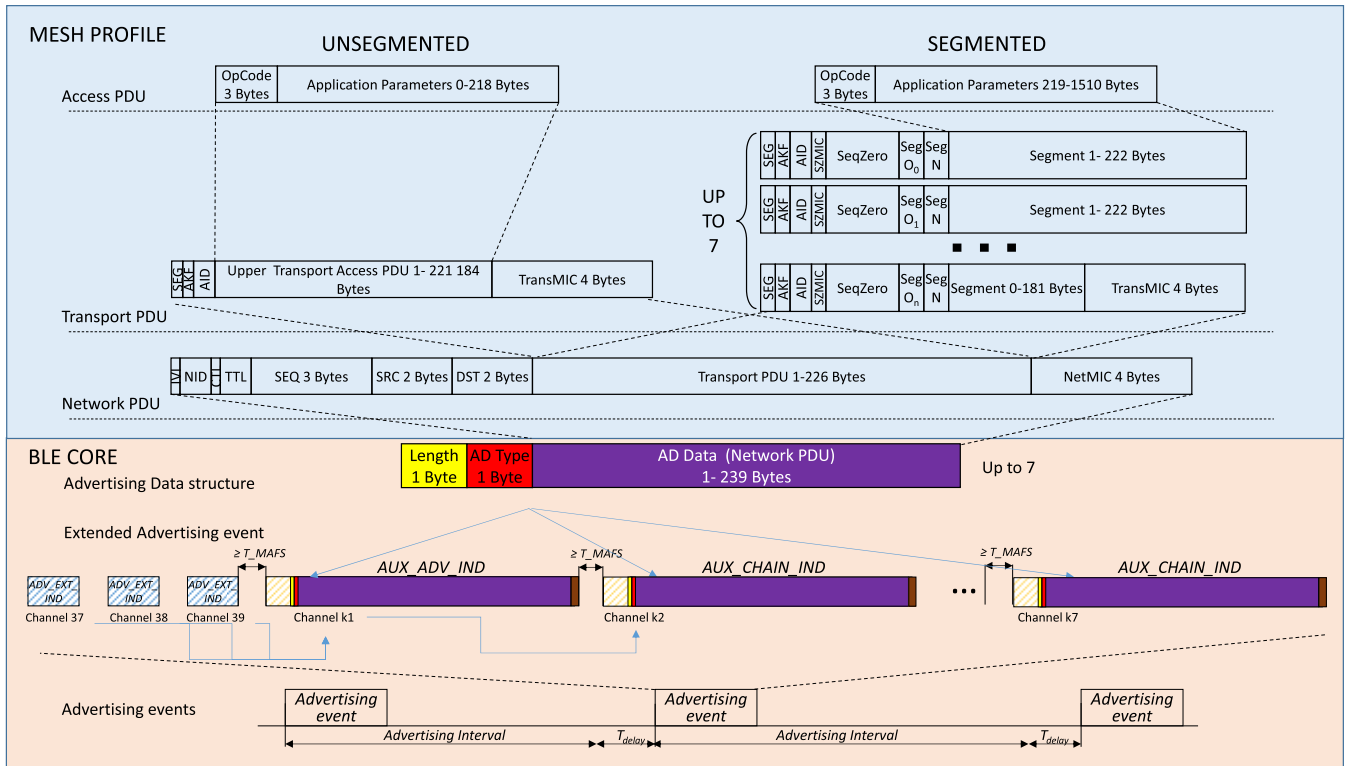 MESH PROFILE
UNSEGMENTED
SEGMENTED
OpCode
3 Bytes
Application Parameters 0-218 Bytes
OpCode
3 Bytes
Application Parameters 219-1510 Bytes
Access PDU
SEG
AKF
AID
SZMIC
SeqZero
Seg
O0
Seg
N
Segment 1- 222 Bytes
UP
TO
7
SEG
AKF
AID
SZMIC
SeqZero
Seg
O1
Seg
N
Segment 1- 222 Bytes
SEG
AKF
AID
Upper Transport Access PDU 1- 221 184
Bytes
TransMIC 4 Bytes
SEG
AKF
AID
SZMIC
SeqZero
Seg
On
Seg
N
Segment 0-181 Bytes
TransMIC 4 Bytes
Transport PDU
IVI
NID
CTL
TTL
SEQ 3 Bytes
SRC 2 Bytes
DST 2 Bytes
Transport PDU 1-226 Bytes
NetMIC 4 Bytes
Network PDU
BLE CORE
Length
1 Byte
AD Type
1 Byte
AD Data (Network PDU)
1- 239 Bytes
Up to 7
Advertising Data structure
Extended Advertising event
≥ T_MAFS
≥ T_MAFS
≥ T_MAFS
AUX_ADV_IND
AUX_CHAIN_IND
AUX_CHAIN_IND
ADV_EXT_
IND
ADV_EXT_
IND
ADV_EXT_
IND
...
Channel 37
Channel 38
Channel 39
Channel k1
Channel k2
Channel k7
Advertising events
Advertising
event
Advertising
event
Advertising
event
Advertising Interval
Tdelay
Advertising Interval
Tdelay